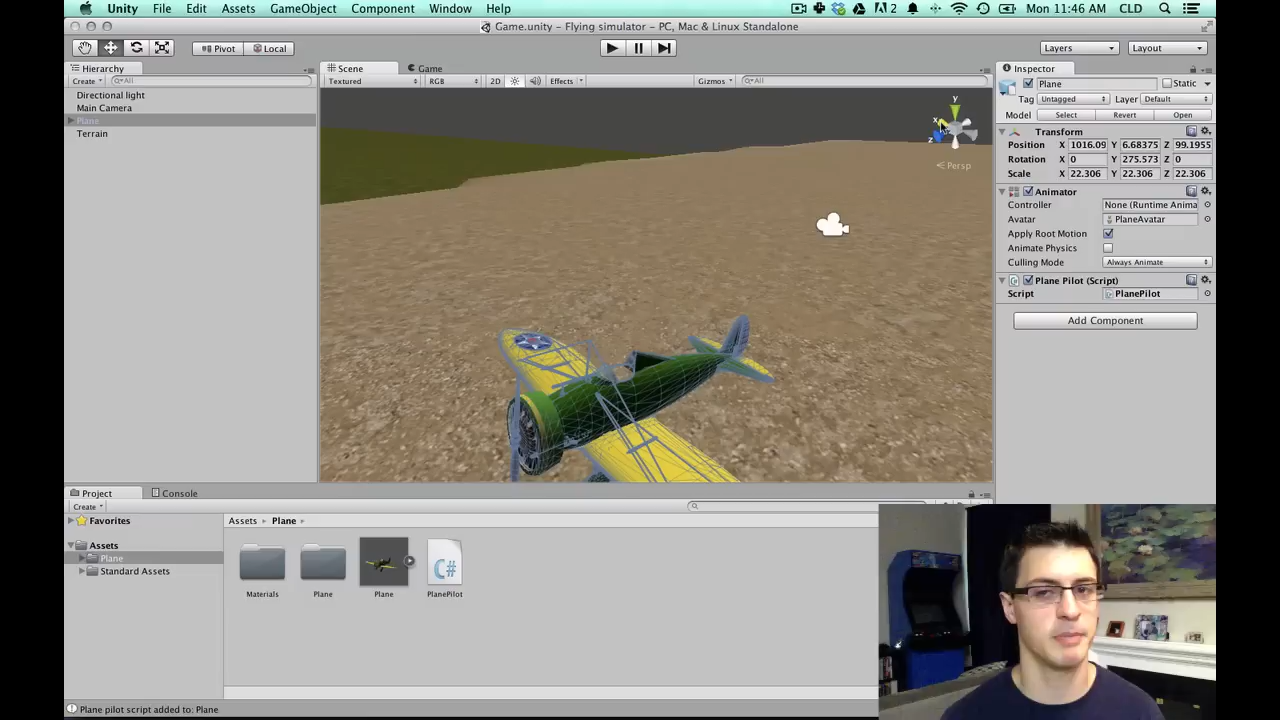 Unity File Edit Assets GameObject Component Window Help 2 Mon 11:46 AM CLD
Game.unity - Flying simulator - PC, Mac & Linux Standalone
Pivot Local Layers Layout
Hierarchy Scene Game Inspector
Create All Textured RGB 2D Effects Gizmos All Plane Static
Directional light
Main Camera
Plane
Terrain
y
x
z
Persp
Tag Untagged Layer Default
Model Select Revert Open
Transform
Position X 1016.09 Y 6.68375 Z 99.1955
Rotation X 0 Y 275.573 Z 0
Scale X 22.306 Y 22.306 Z 22.306
Animator
Controller None (Runtime Anima
Avatar PlaneAvatar
Apply Root Motion
Animate Physics
Culling Mode Always Animate
Plane Pilot (Script)
Script PlanePilot
Add Component
Project Console
Create
Favorites Assets Plane
Assets
Plane
Standard Assets
C#
Materials Plane Plane PlanePilot
Plane pilot script added to: Plane